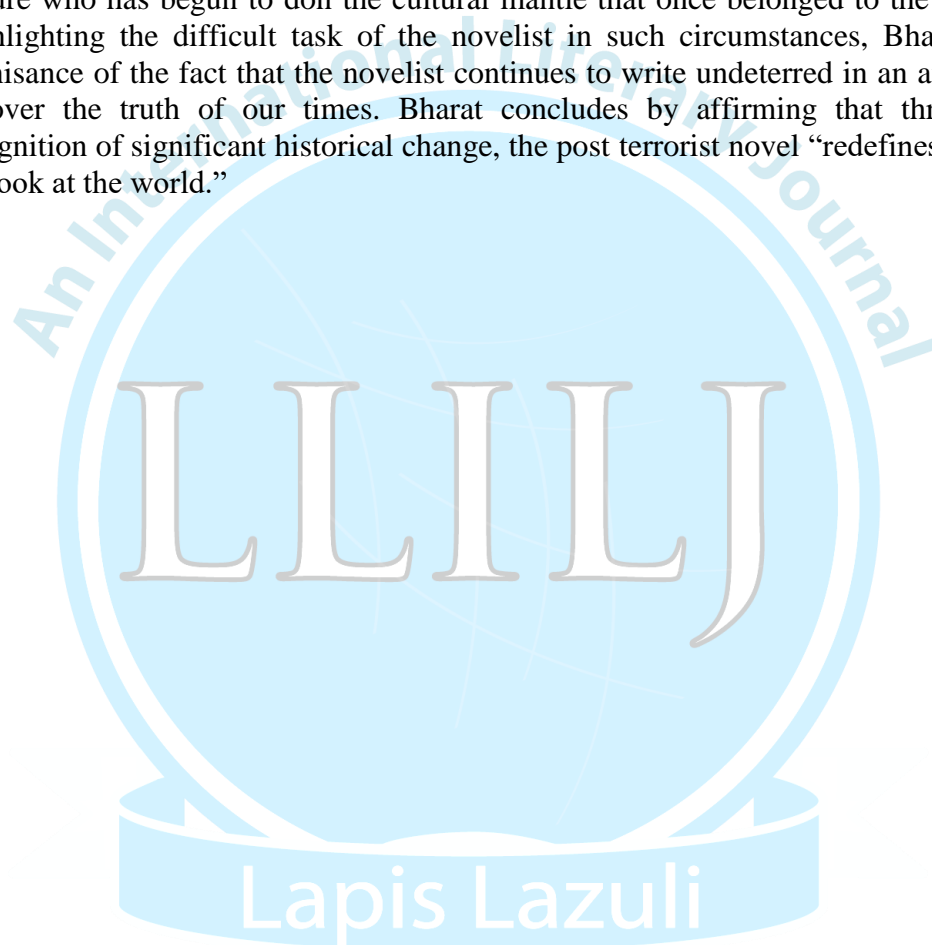 ure who has begun to don the cultural mantle that once belonged to the
hlighting the difficult task of the novelist in such circumstances, Bha
nisance of the fact that the novelist continues to write undeterred in an a
over the truth of our times. Bharat concludes by affirming that thr
gnition of significant historical change, the post terrorist novel “redefines
ook at the world.”
An International Literary Journal
LLILJ
Lapis Lazuli